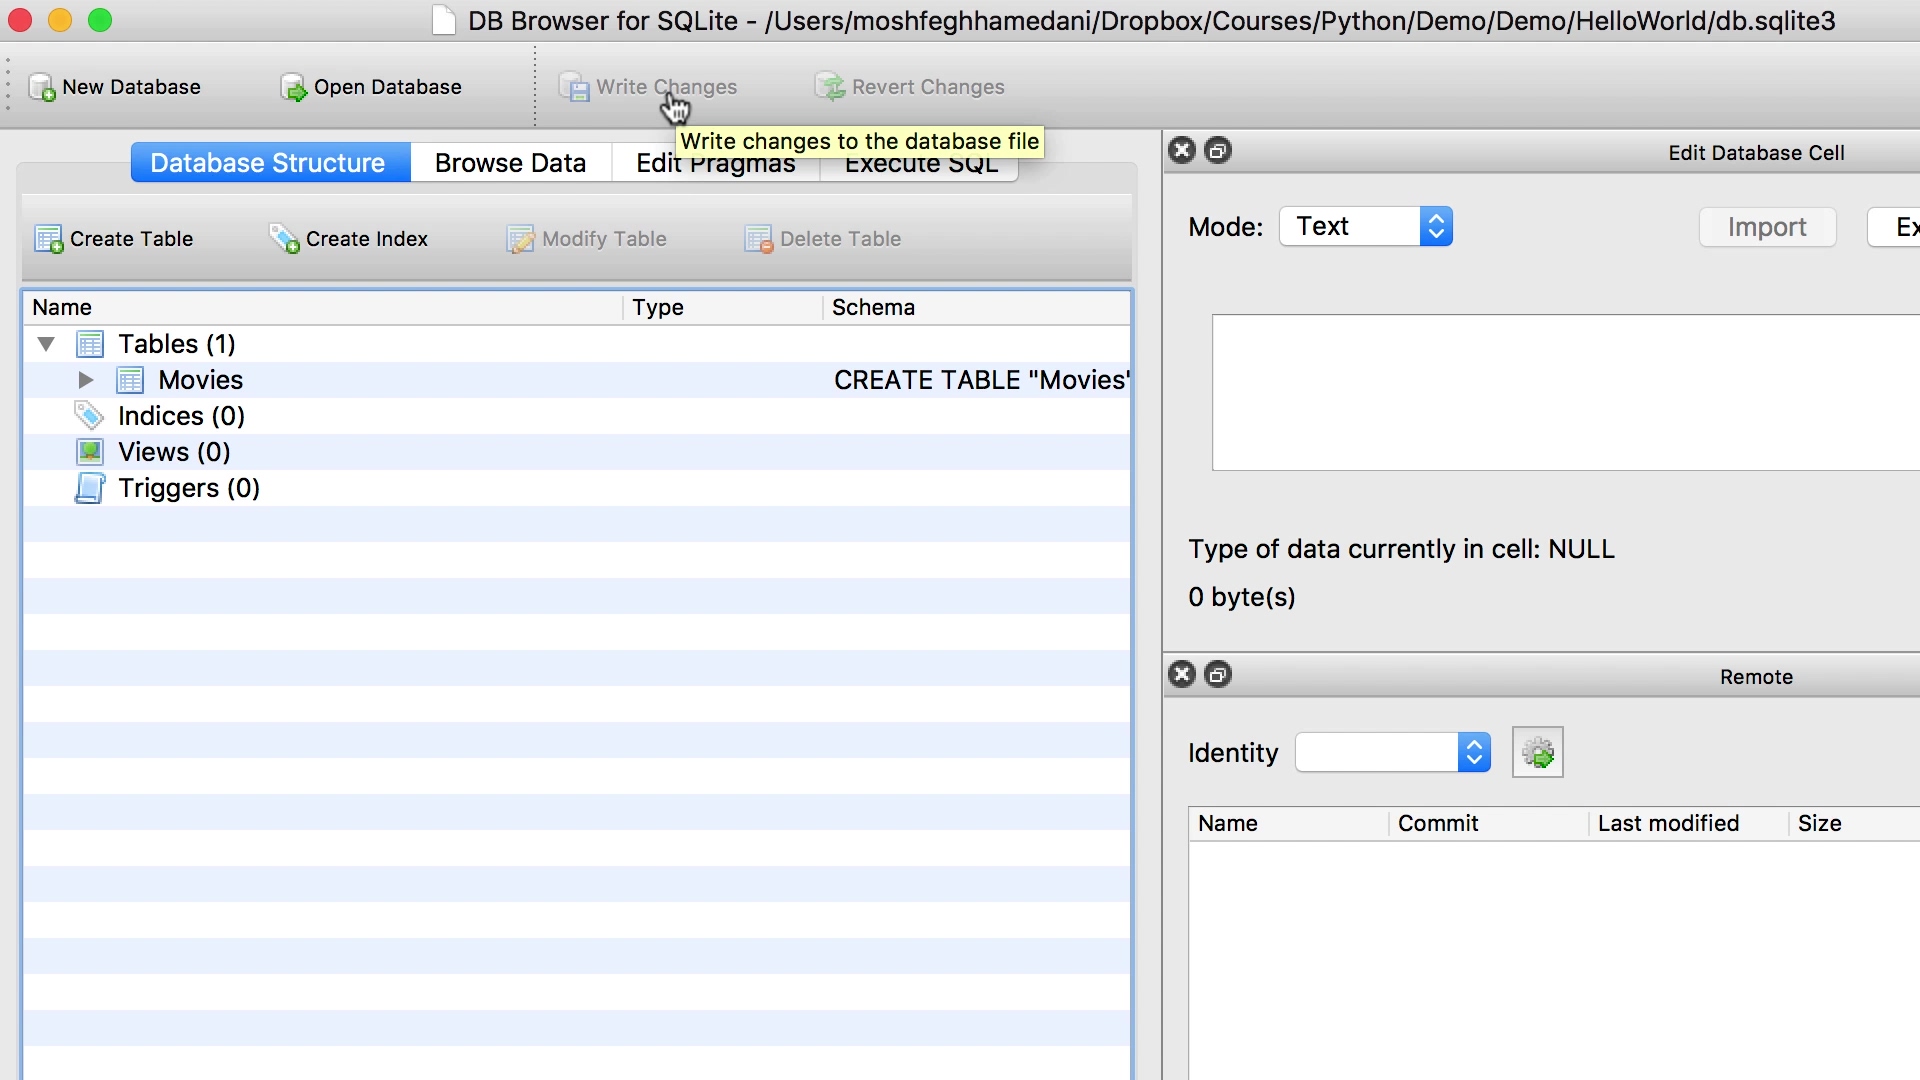 DB Browser for SQLite - /Users/moshfeghhamedani/Dropbox/Courses/Python/Demo/Demo/HelloWorld/db.sqlite3
New Database
Open Database
Write Changes
Revert Changes
Write changes to the database file
Database Structure
Browse Data
Edit Pragmas
Execute SQL
Create Table
Create Index
Modify Table
Delete Table
Name
Type
Schema
Tables (1)
Movies
CREATE TABLE "Movies"
Indices (0)
Views (0)
Triggers (0)
Edit Database Cell
Mode:
Text
Import
Ex
Type of data currently in cell: NULL
0 byte(s)
Remote
Identity
Name
Commit
Last modified
Size